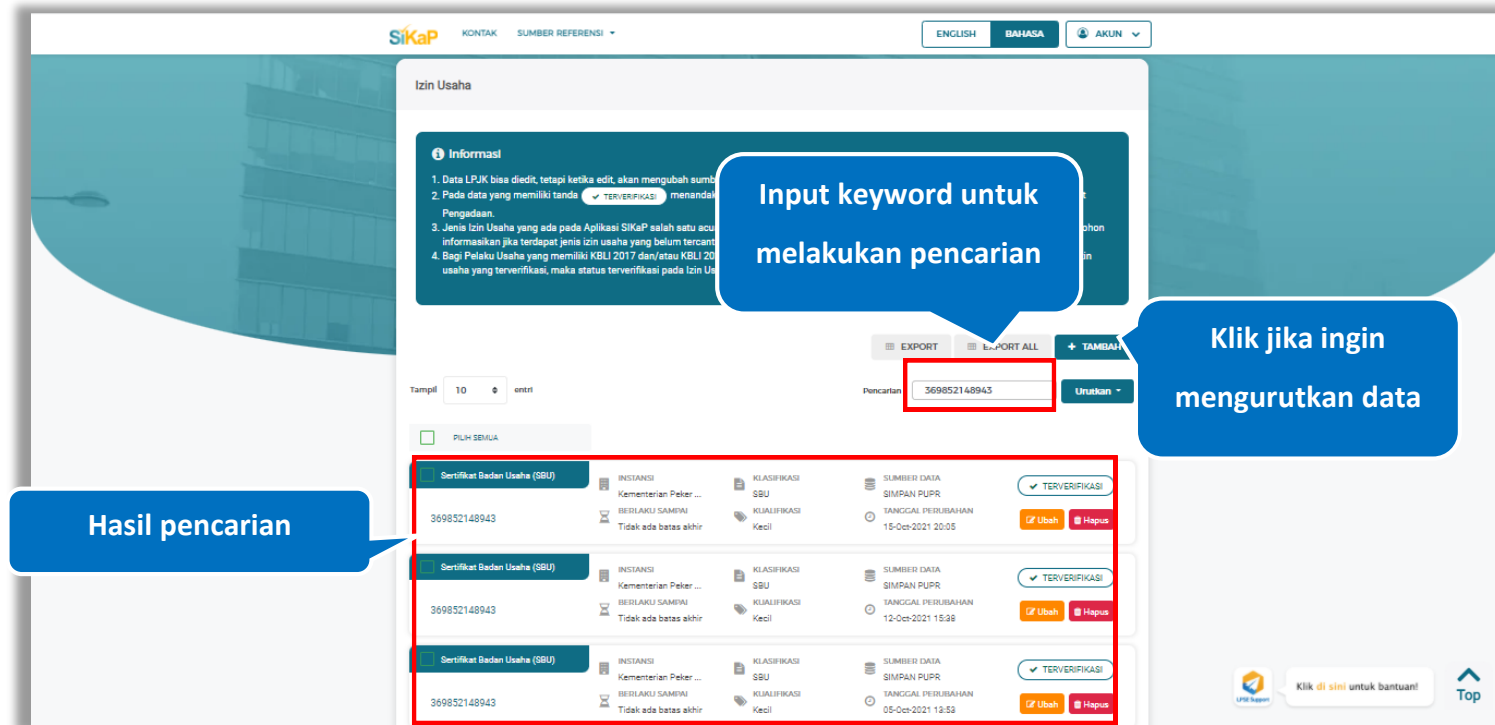 SiKaP KONTAK SUMBER REFERENSI ENGLISH BAHASA AKUN
Izin Usaha
Informasi
1. Data LPJK bisa diedit, tetapi ketika edit, akan mengubah sumb
2. Pada data yang memiliki tanda TERVERIFIKASI menandak
Pengadaan.
3. Jenis Izin Usaha yang ada pada Aplikasi SIKaP salah satu acu ohon
informasikan jika terdapat jenis izin usaha yang belum tercant
4. Bagi Pelaku Usaha yang memiliki KBLI 2017 dan/atau KBLI 20 in
usaha yang terverifikasi, maka status terverifikasi pada Izin Us
Input keyword untuk
melakukan pencarian
Klik jika ingin
mengurutkan data
EXPORT EXPORT ALL + TAMBAH
Tampil 10 entri Pencarian 369852148943 Urutkan
PILIH SEMUA
Hasil pencarian
Sertifikat Badan Usaha (SBU) INSTANSI KLASIFIKASI SUMBER DATA TERVERIFIKASI
Kementerian Peker ... SBU SIMPAN PUPR
369852148943 BERLAKU SAMPAI KUALIFIKASI TANGGAL PERUBAHAN Ubah Hapus
Tidak ada batas akhir Kecil 15-Oct-2021 20:05
Sertifikat Badan Usaha (SBU) INSTANSI KLASIFIKASI SUMBER DATA TERVERIFIKASI
Kementerian Peker ... SBU SIMPAN PUPR
369852148943 BERLAKU SAMPAI KUALIFIKASI TANGGAL PERUBAHAN Ubah Hapus
Tidak ada batas akhir Kecil 12-Oct-2021 15:38
Sertifikat Badan Usaha (SBU) INSTANSI KLASIFIKASI SUMBER DATA TERVERIFIKASI
Kementerian Peker ... SBU SIMPAN PUPR
369852148943 BERLAKU SAMPAI KUALIFIKASI TANGGAL PERUBAHAN Ubah Hapus
Tidak ada batas akhir Kecil 05-Oct-2021 13:53
LPSE Support Klik di sini untuk bantuan! Top